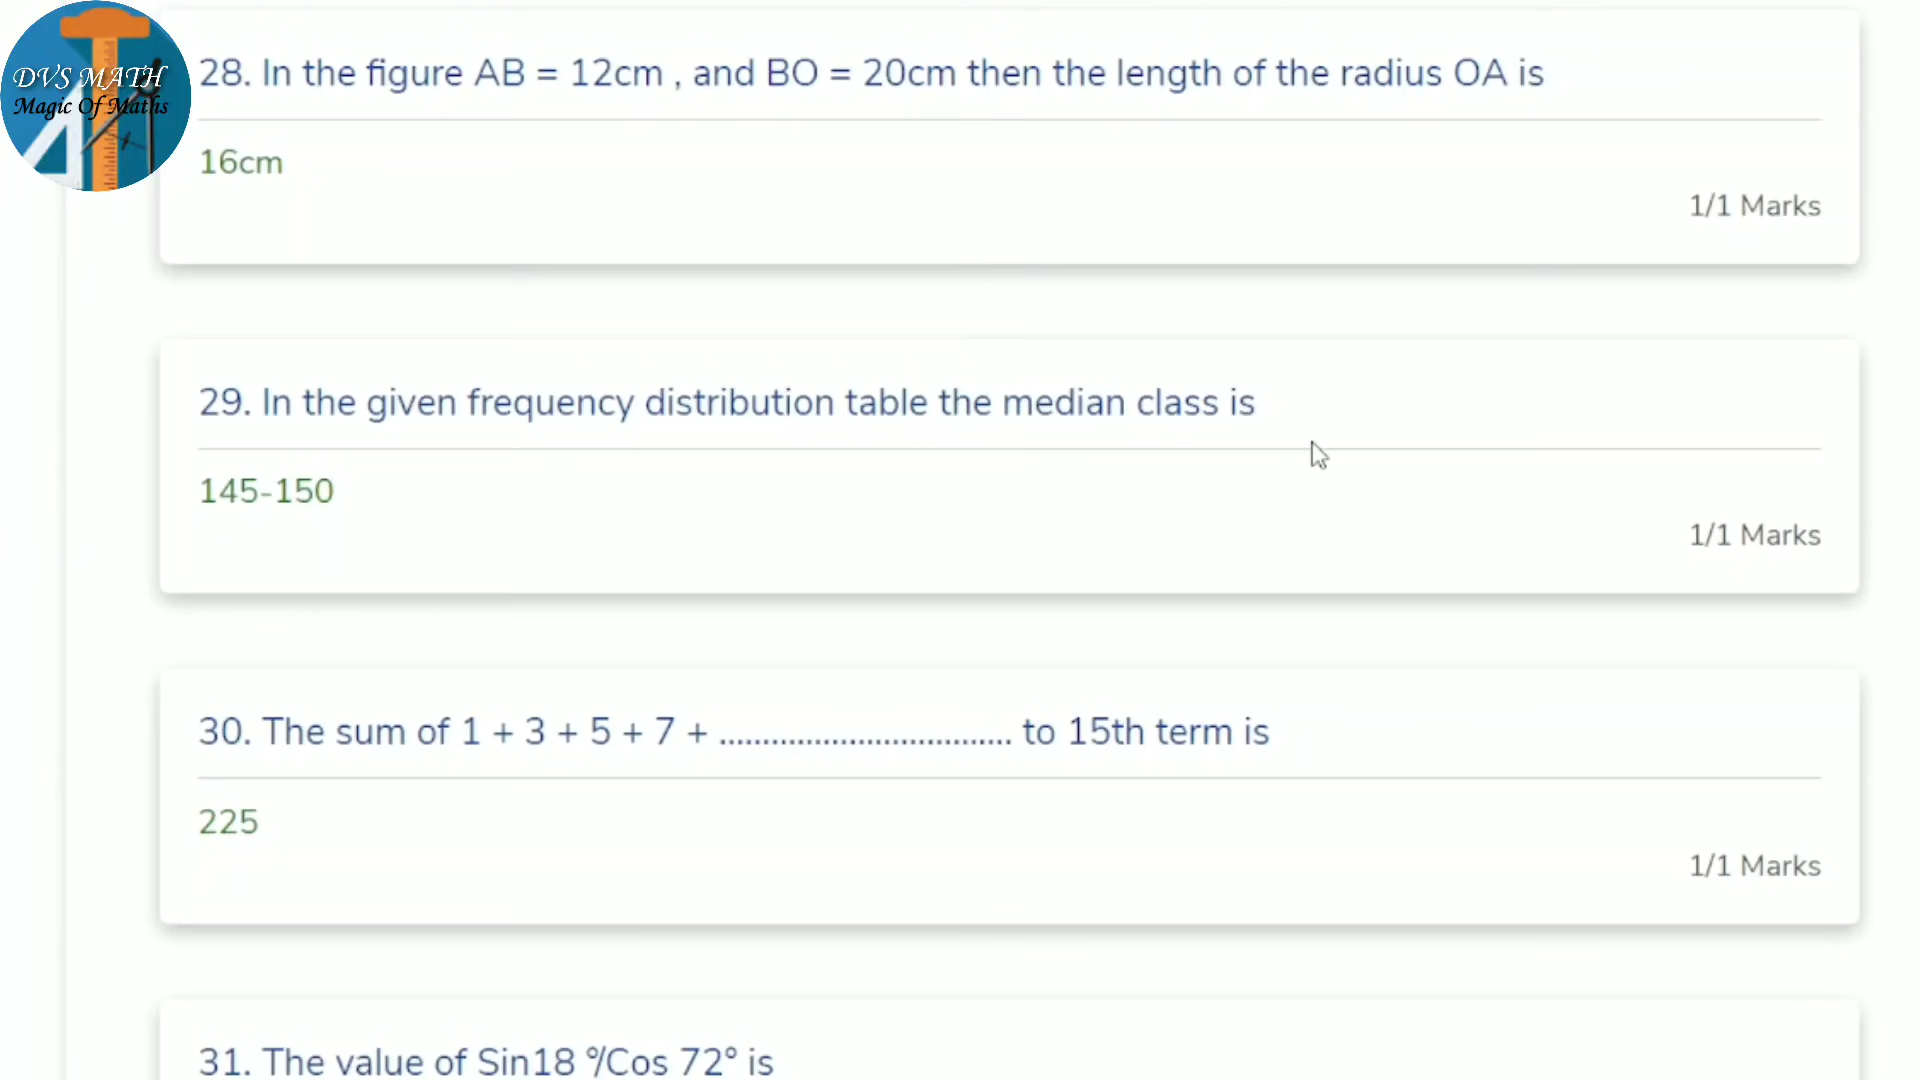 DVS MATH
Magic Of Maths
28. In the figure AB = 12cm , and BO = 20cm then the length of the radius OA is
16cm
1/1 Marks
29. In the given frequency distribution table the median class is
145-150
1/1 Marks
30. The sum of 1 + 3 + 5 + 7 + .................................. to 15th term is
225
1/1 Marks
31. The value of Sin18 º/Cos 72° is